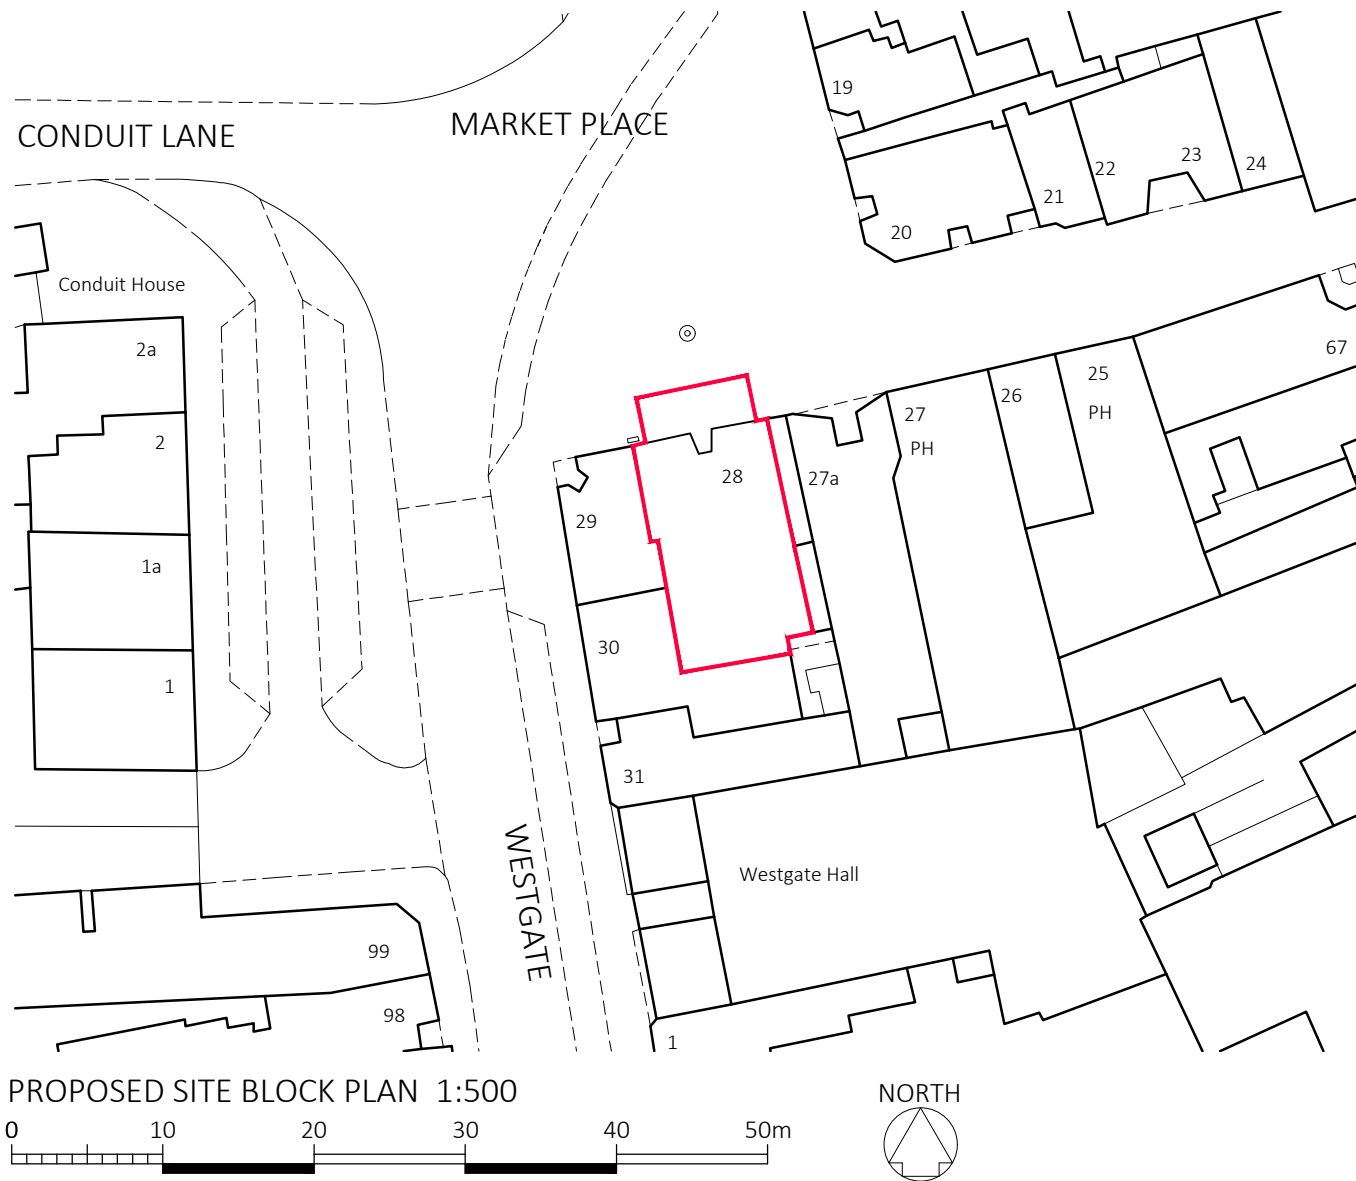 19
MARKET PLACE
CONDUIT LANE
23
24
22
21
20
Conduit House
2a
67
25
PH
26
27
PH
2
28
27a
29
1a
30
1
31
WESTGATE
Westgate Hall
99
98
1
PROPOSED SITE BLOCK PLAN 1:500
0 10 20 30 40 50m
NORTH